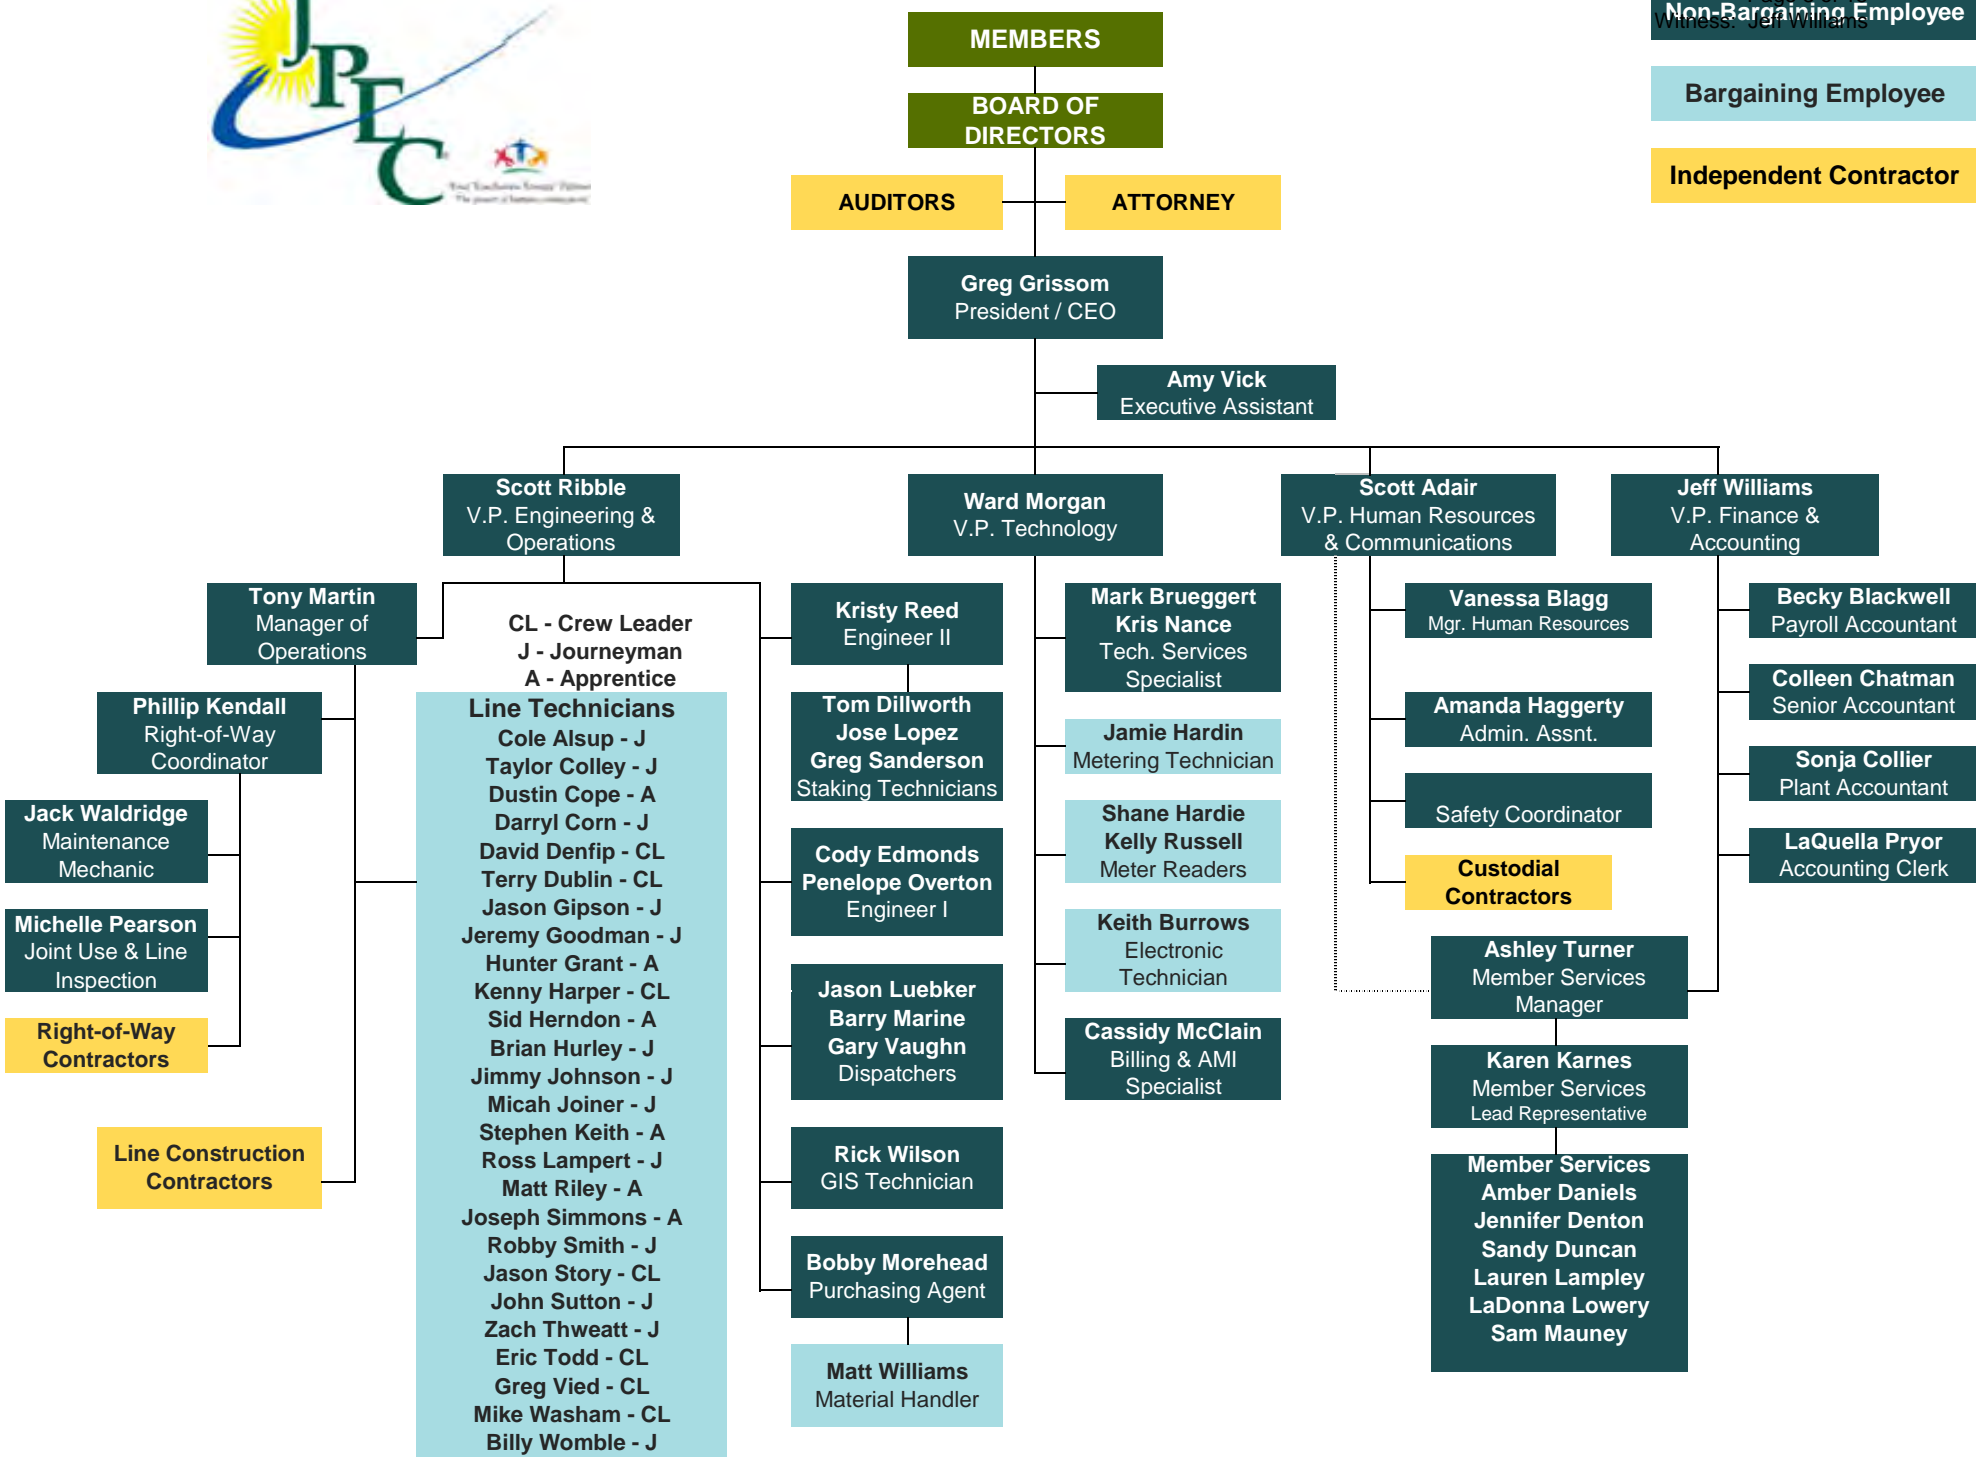 JPEC
MEMBERS
BOARD OF
DIRECTORS
AUDITORS
ATTORNEY
Non-Bargaining Employee
Witness: Jeff Williams
Bargaining Employee
Independent Contractor
Greg Grissom
President / CEO
Amy Vick
Executive Assistant
Scott Ribble
V.P. Engineering &
Operations
Ward Morgan
V.P. Technology
Scott Adair
V.P. Human Resources
& Communications
Jeff Williams
V.P. Finance &
Accounting
Tony Martin
Manager of
Operations
Phillip Kendall
Right-of-Way
Coordinator
Jack Waldridge
Maintenance
Mechanic
Michelle Pearson
Joint Use & Line
Inspection
Right-of-Way
Contractors
Line Construction
Contractors
CL - Crew Leader
J - Journeyman
A - Apprentice
Line Technicians
Cole Alsup - J
Taylor Colley - J
Dustin Cope - A
Darryl Corn - J
David Denfip - CL
Terry Dublin - CL
Jason Gipson - J
Jeremy Goodman - J
Hunter Grant - A
Kenny Harper - CL
Sid Herndon - A
Brian Hurley - J
Jimmy Johnson - J
Micah Joiner - J
Stephen Keith - A
Ross Lampert - J
Matt Riley - A
Joseph Simmons - A
Robby Smith - J
Jason Story - CL
John Sutton - J
Zach Thweatt - J
Eric Todd - CL
Greg Vied - CL
Mike Washam - CL
Billy Womble - J
Kristy Reed
Engineer II
Tom Dillworth
Jose Lopez
Greg Sanderson
Staking Technicians
Cody Edmonds
Penelope Overton
Engineer I
Jason Luebker
Barry Marine
Gary Vaughn
Dispatchers
Rick Wilson
GIS Technician
Bobby Morehead
Purchasing Agent
Matt Williams
Material Handler
Mark Brueggert
Kris Nance
Tech. Services
Specialist
Jamie Hardin
Metering Technician
Shane Hardie
Kelly Russell
Meter Readers
Keith Burrows
Electronic
Technician
Cassidy McClain
Billing & AMI
Specialist
Vanessa Blagg
Mgr. Human Resources
Amanda Haggerty
Admin. Assnt.
Safety Coordinator
Custodial
Contractors
Becky Blackwell
Payroll Accountant
Colleen Chatman
Senior Accountant
Sonja Collier
Plant Accountant
LaQuella Pryor
Accounting Clerk
Ashley Turner
Member Services
Manager
Karen Karnes
Member Services
Lead Representative
Member Services
Amber Daniels
Jennifer Denton
Sandy Duncan
Lauren Lampley
LaDonna Lowery
Sam Mauney